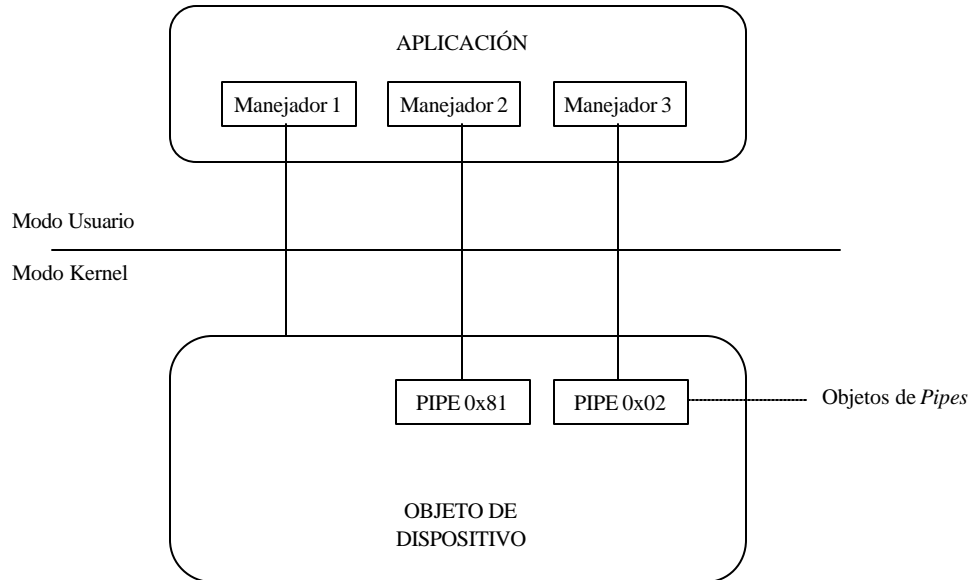 APLICACIÓN
Manejador 1
Manejador 2
Manejador 3
Modo Usuario
Modo Kernel
PIPE 0x81
PIPE 0x02
Objetos de Pipes
OBJETO DE
DISPOSITIVO